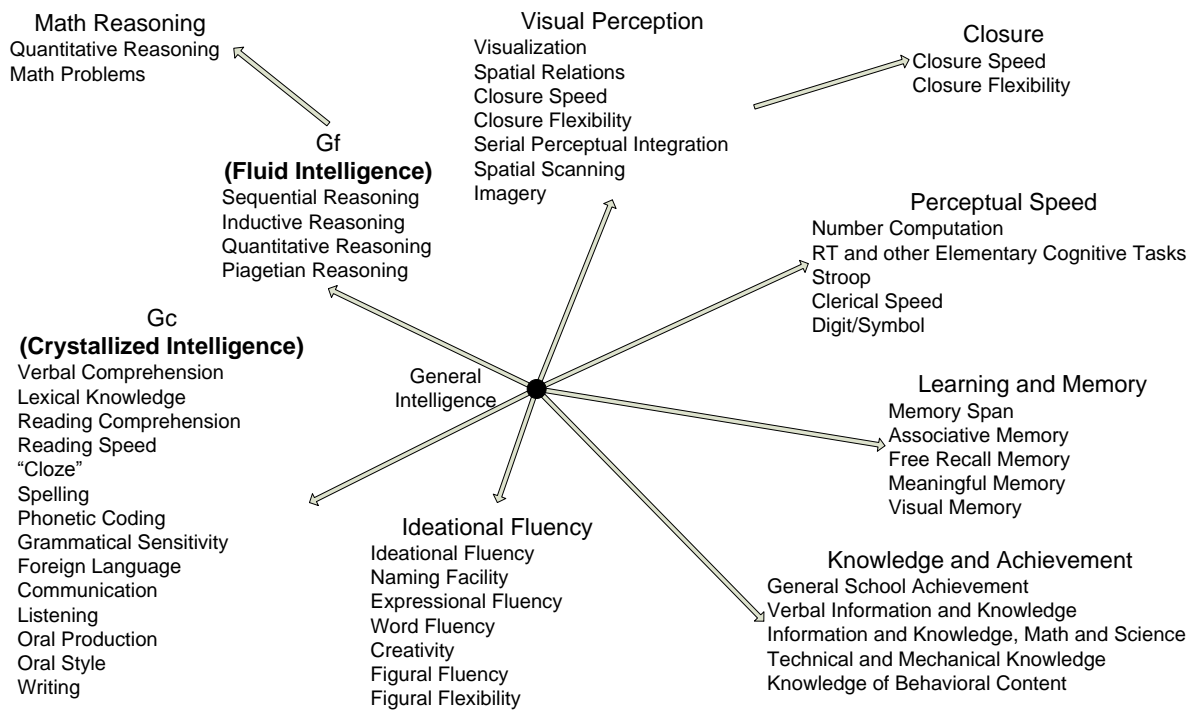 Math Reasoning
Quantitative Reasoning
Math Problems
Visual Perception
Visualization
Spatial Relations
Closure Speed
Closure Flexibility
Serial Perceptual Integration
Spatial Scanning
Imagery
Closure
Closure Speed
Closure Flexibility
Gf
(Fluid Intelligence)
Sequential Reasoning
Inductive Reasoning
Quantitative Reasoning
Piagetian Reasoning
Perceptual Speed
Number Computation
RT and other Elementary Cognitive Tasks
Stroop
Clerical Speed
Digit/Symbol
Gc
(Crystallized Intelligence)
Verbal Comprehension
Lexical Knowledge
Reading Comprehension
Reading Speed
“Cloze”
Spelling
Phonetic Coding
Grammatical Sensitivity
Foreign Language
Communication
Listening
Oral Production
Oral Style
Writing
General
Intelligence
Learning and Memory
Memory Span
Associative Memory
Free Recall Memory
Meaningful Memory
Visual Memory
Ideational Fluency
Ideational Fluency
Naming Facility
Expressional Fluency
Word Fluency
Creativity
Figural Fluency
Figural Flexibility
Knowledge and Achievement
General School Achievement
Verbal Information and Knowledge
Information and Knowledge, Math and Science
Technical and Mechanical Knowledge
Knowledge of Behavioral Content